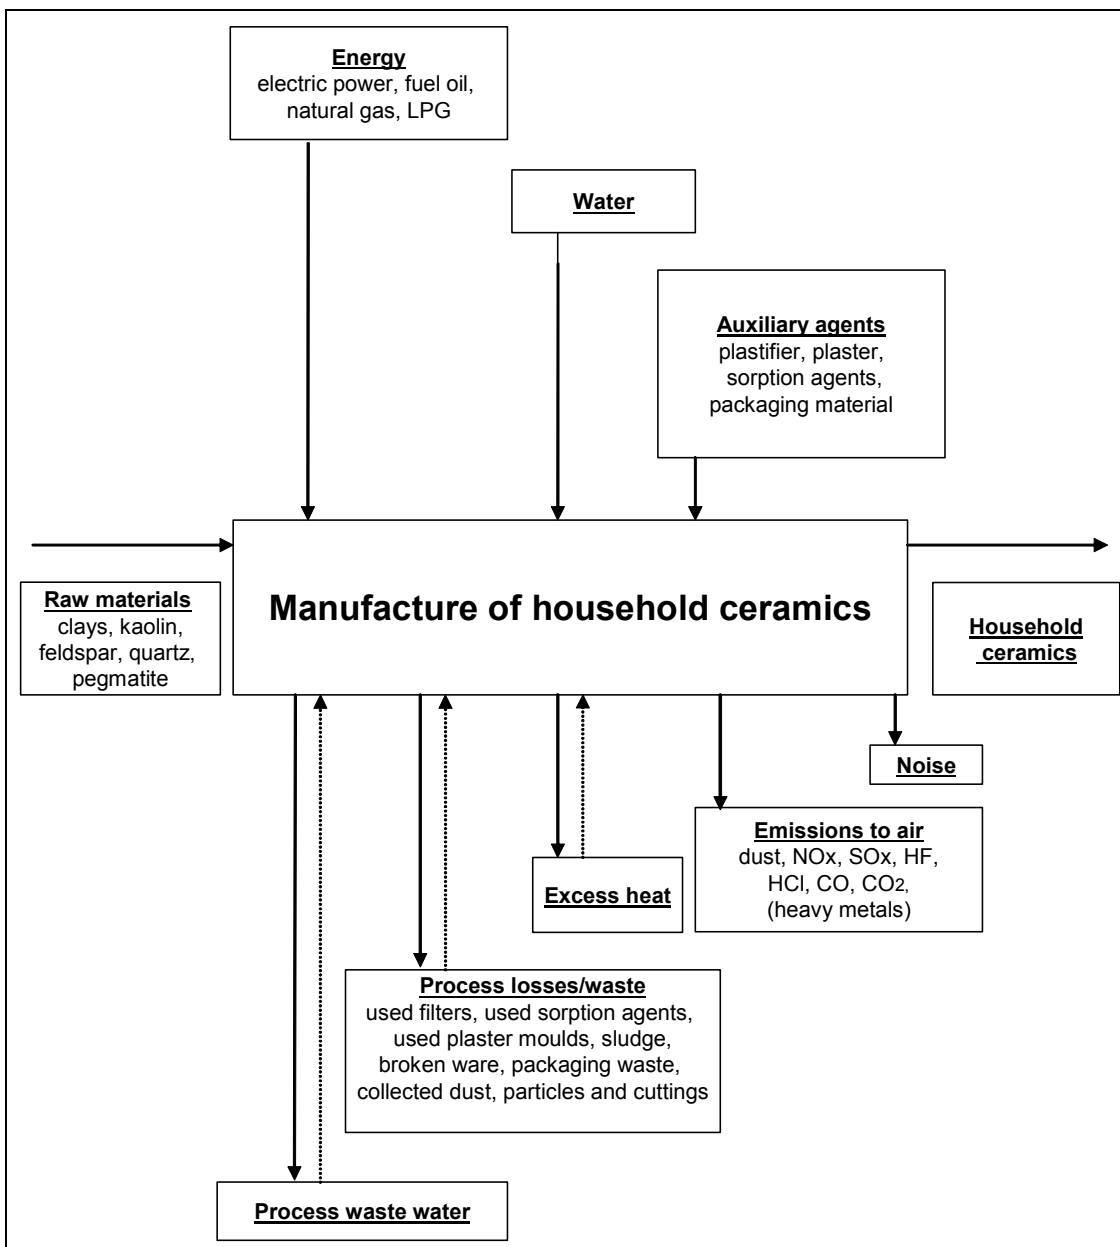 Energy
electric power, fuel oil,
natural gas, LPG
Water
Auxiliary agents
plastifier, plaster,
sorption agents,
packaging material
Manufacture of household ceramics
Raw materials
clays, kaolin,
feldspar, quartz,
pegmatite
Household
ceramics
Noise
Emissions to air
dust, NOx, SOx, HF,
HCl, CO, CO2,
(heavy metals)
Excess heat
Process losses/waste
used filters, used sorption agents,
used plaster moulds, sludge,
broken ware, packaging waste,
collected dust, particles and cuttings
Process waste water